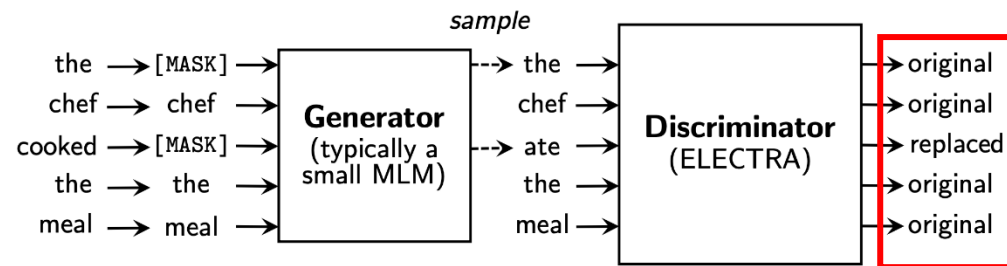 sample
the [MASK] the original
chef chef chef original
Generator
(typically a
small MLM)
Discriminator
(ELECTRA)
cooked [MASK] ate replaced
the the the original
meal meal meal original